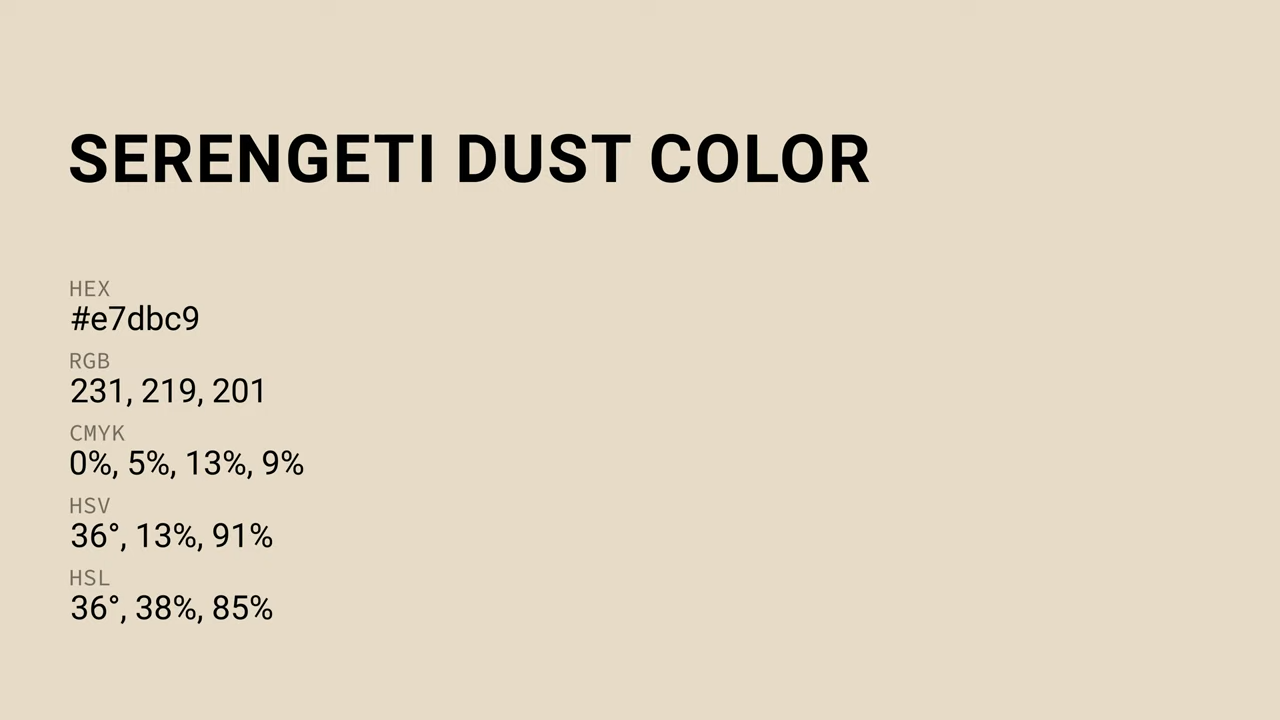 SERENGETI DUST COLOR
HEX
#e7dbc9
RGB
231, 219, 201
CMYK
0%, 5%, 13%, 9%
HSV
36°, 13%, 91%
HSL
36°, 38%, 85%